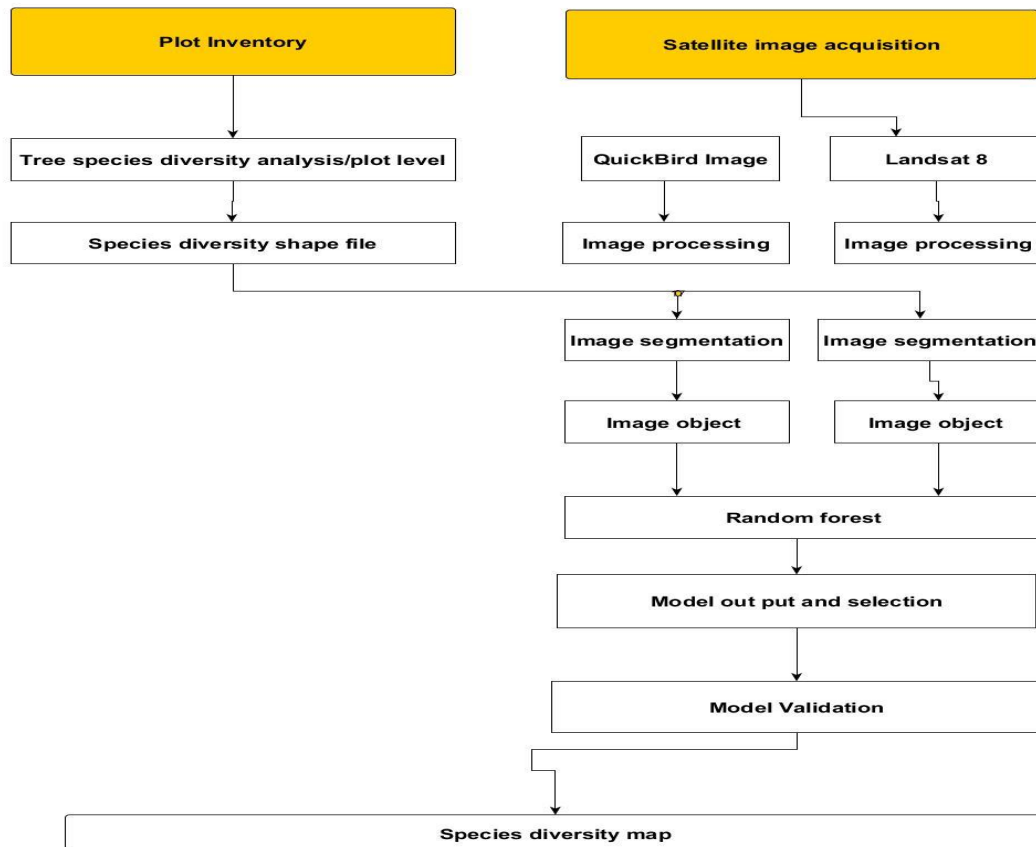 Plot Inventory
Satellite image acquisition
Tree species diversity analysis/plot level
QuickBird Image
Landsat 8
Species diversity shape file
Image processing
Image processing
Image segmentation
Image segmentation
Image object
Image object
Random forest
Model out put and selection
Model Validation
Species diversity map